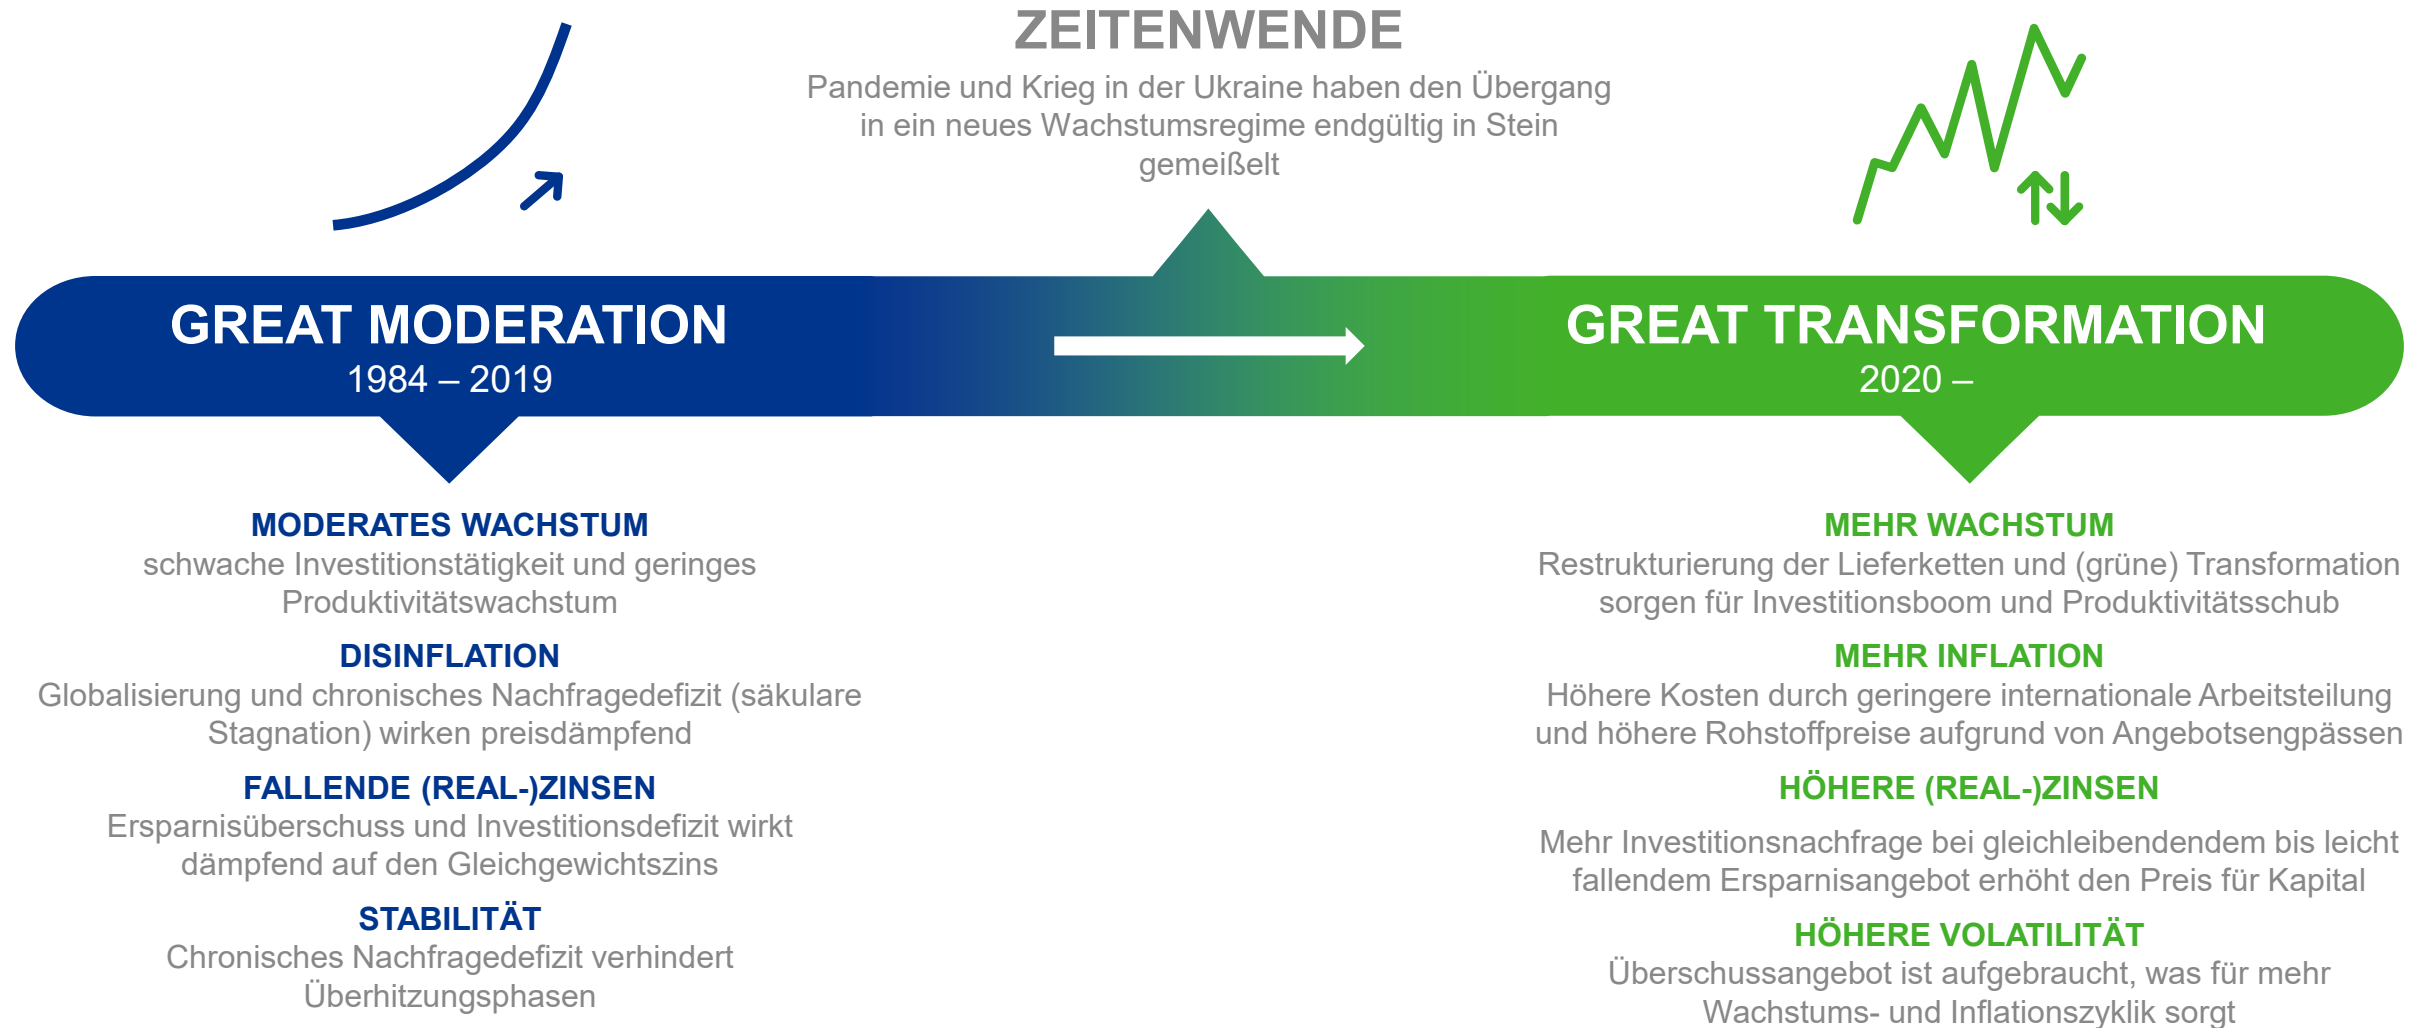 ZEITENWENDE
Pandemie und Krieg in der Ukraine haben den Übergang
in ein neues Wachstumsregime endgültig in Stein
gemeißelt
GREAT MODERATION
1984 – 2019
GREAT TRANSFORMATION
2020 –
MODERATES WACHSTUM
schwache Investitionstätigkeit und geringes
Produktivitätswachstum
DISINFLATION
Globalisierung und chronisches Nachfragedefizit (säkulare
Stagnation) wirken preisdämpfend
FALLENDE (REAL-)ZINSEN
Ersparnisüberschuss und Investitionsdefizit wirkt
dämpfend auf den Gleichgewichtszins
STABILITÄT
Chronisches Nachfragedefizit verhindert
Überhitzungsphasen
MEHR WACHSTUM
Restrukturierung der Lieferketten und (grüne) Transformation
sorgen für Investitionsboom und Produktivitätsschub
MEHR INFLATION
Höhere Kosten durch geringere internationale Arbeitsteilung
und höhere Rohstoffpreise aufgrund von Angebotsengpässen
HÖHERE (REAL-)ZINSEN
Mehr Investitionsnachfrage bei gleichleibendendem bis leicht
fallendem Ersparnisangebot erhöht den Preis für Kapital
HÖHERE VOLATILITÄT
Überschussangebot ist aufgebraucht, was für mehr
Wachstums- und Inflationszyklik sorgt